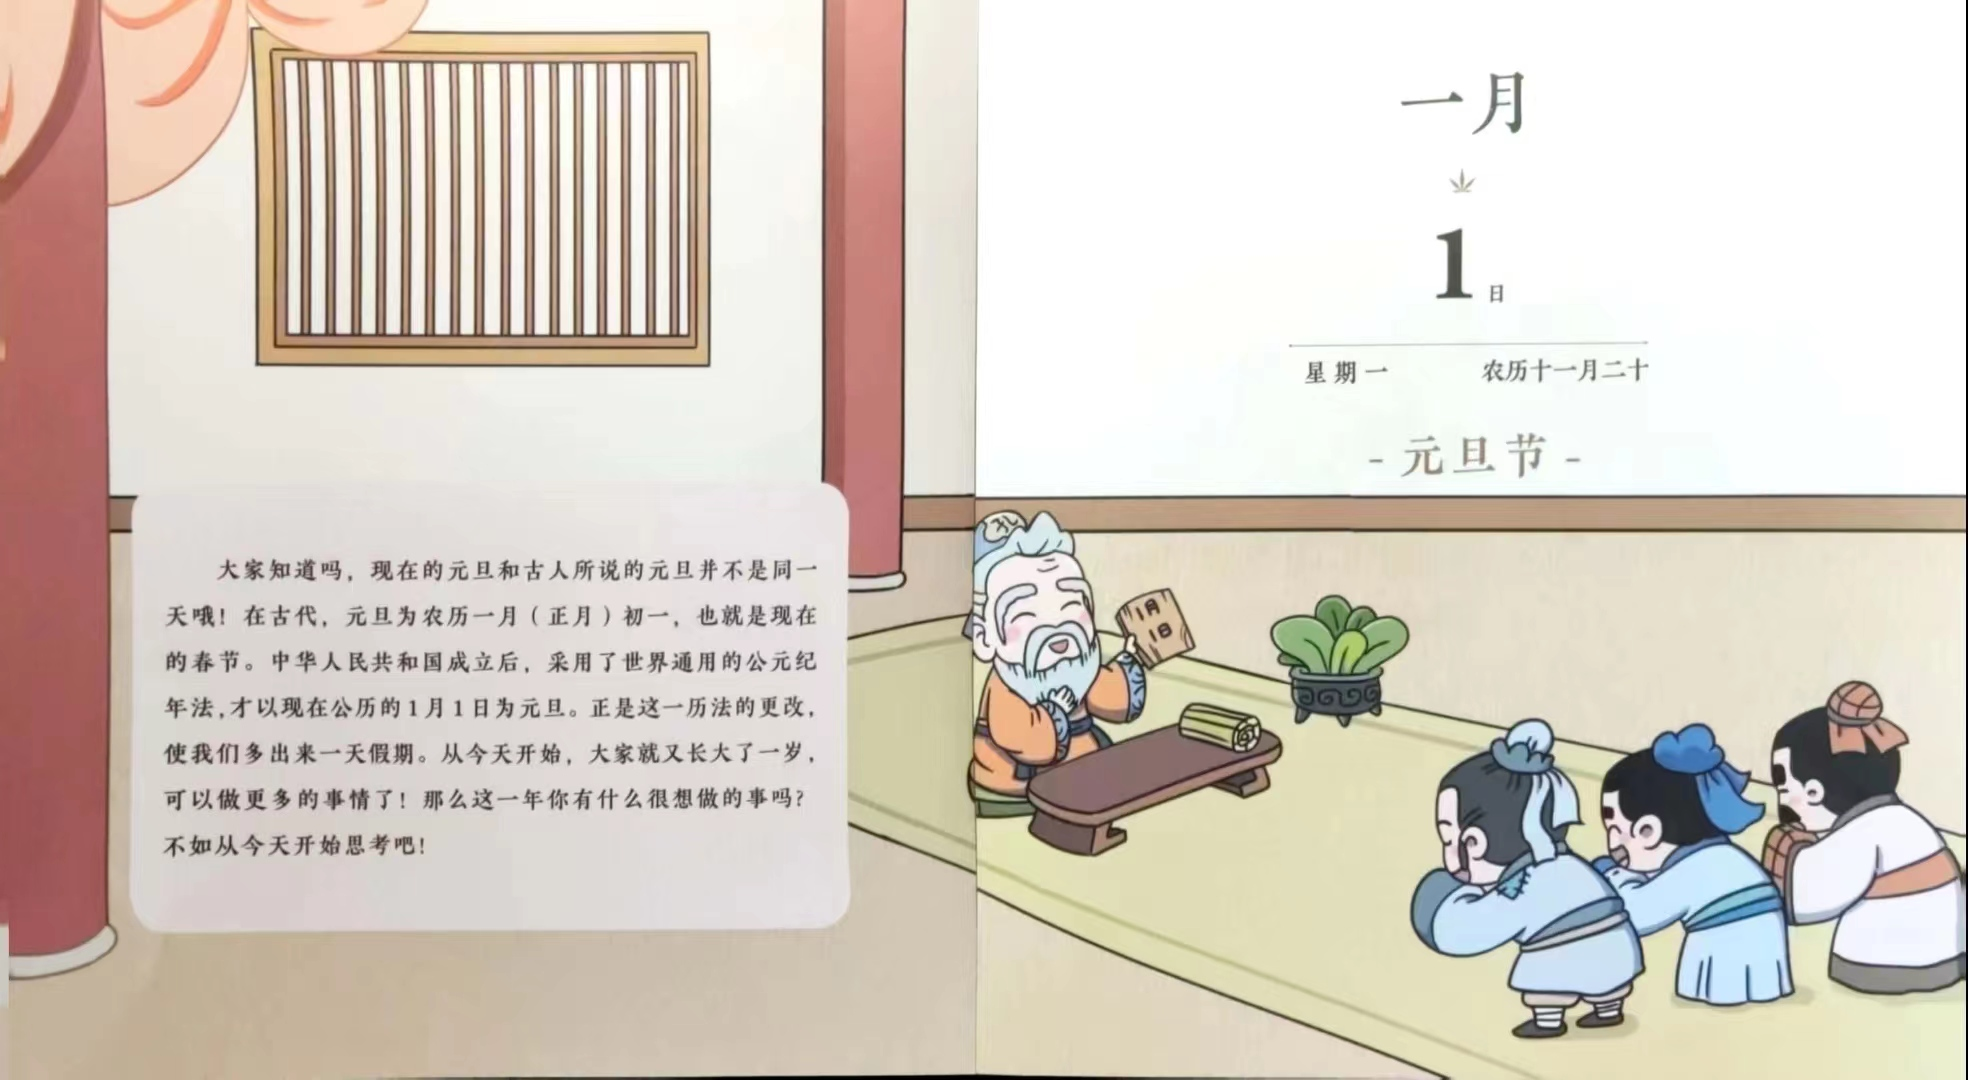 大家知道吗，现在的元旦和古人所说的元旦并不是同一
天哦！在古代，元旦为农历一月（正月）初一，也就是现在
的春节。中华人民共和国成立后，采用了世界通用的公元纪
年法，才以现在公历的1月1日为元旦。正是这一历法的更改，
使我们多出来一天假期。从今天开始，大家就又长大了一岁，
可以做更多的事情了！那么这一年你有什么很想做的事吗？
不如从今天开始思考吧！
一月
1日
星期一 农历十一月二十
- 元旦节 -
孔
1月
1日